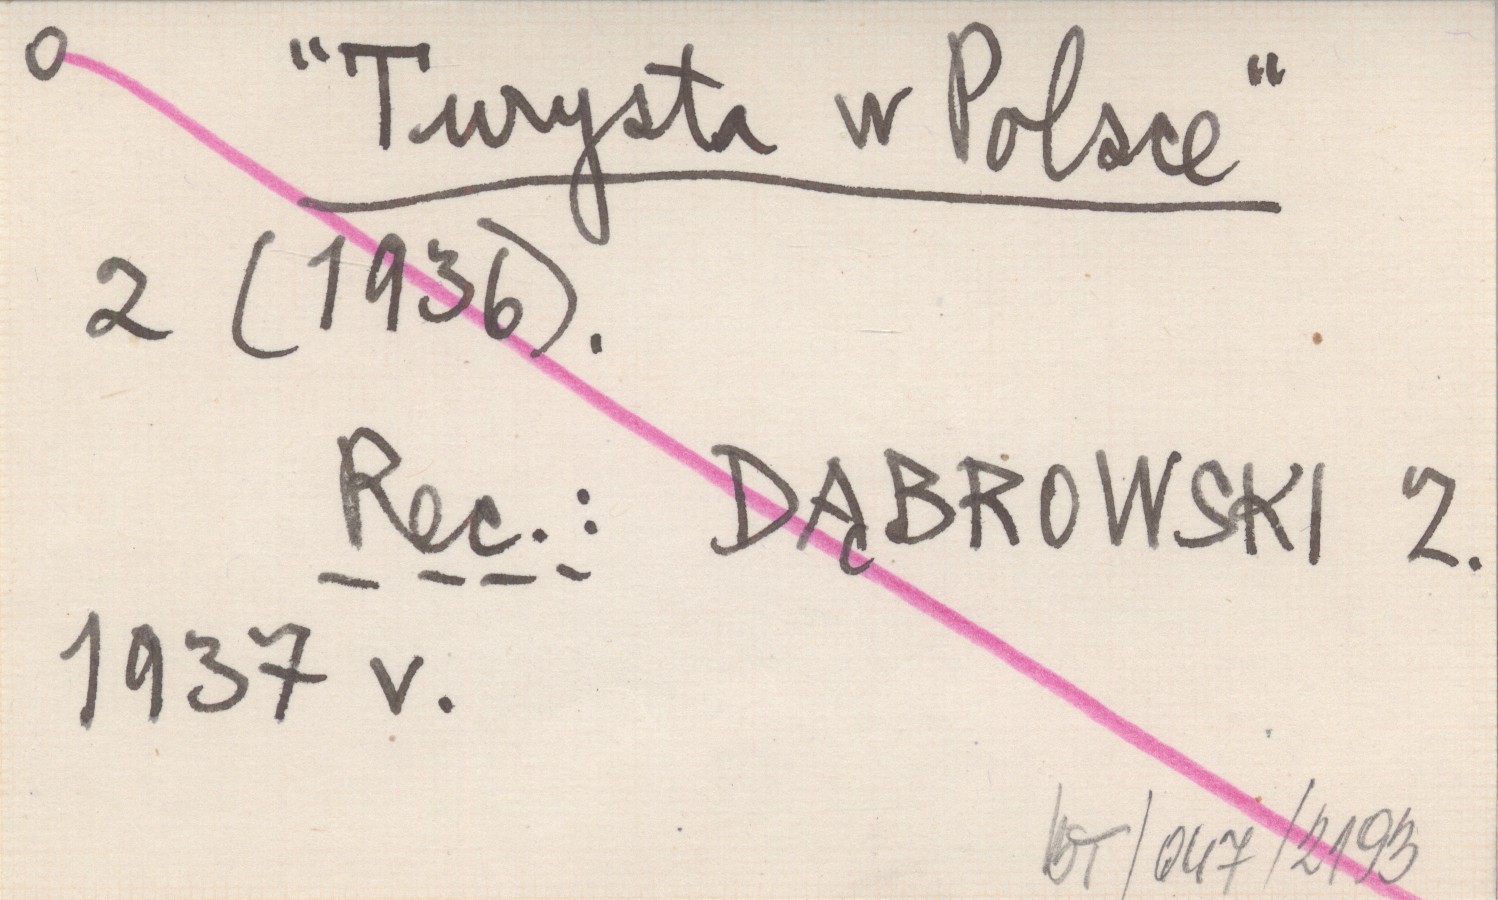 O
"Turysta w Polsce"
2 (1936).
Rec.: DĄBROWSKI Z.
1937 v.
bT/047/2193